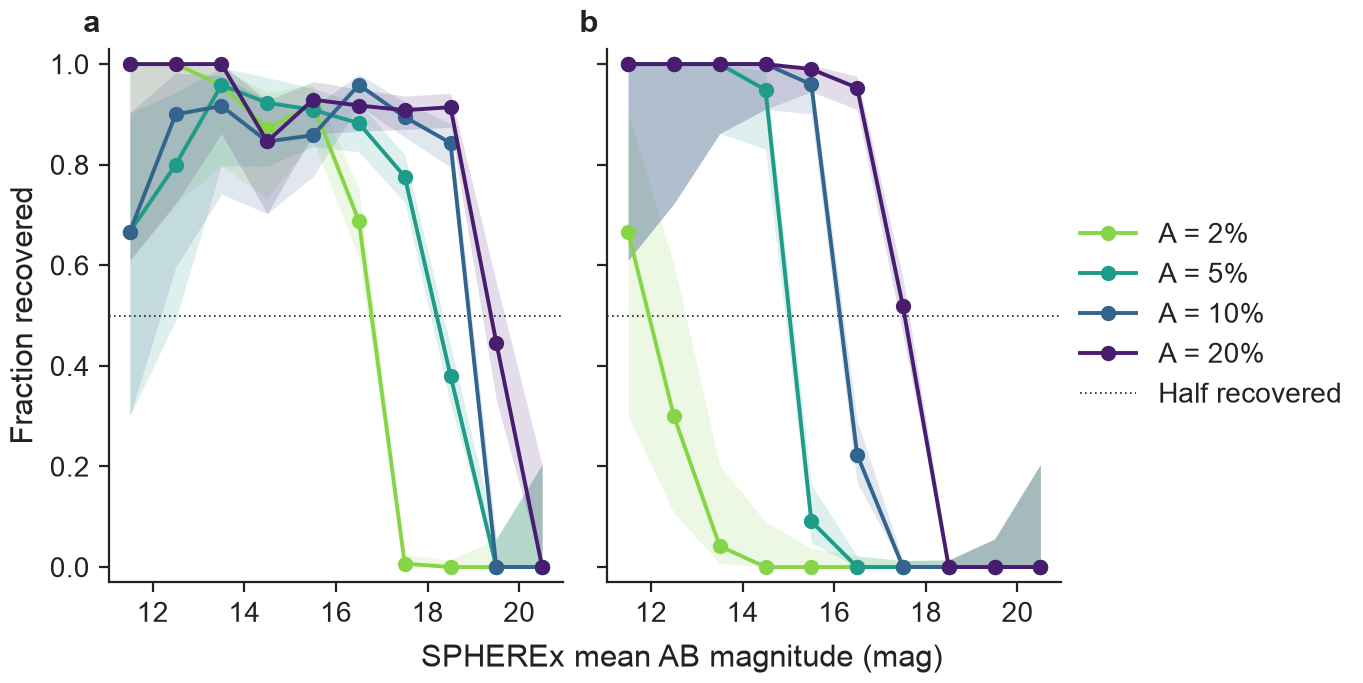 a
b
1.0
0.8
0.6
0.4
0.2
0.0
Fraction recovered
12
14
16
18
20
12
14
16
18
20
SPHEREx mean AB magnitude (mag)
A = 2%
A = 5%
A = 10%
A = 20%
Half recovered